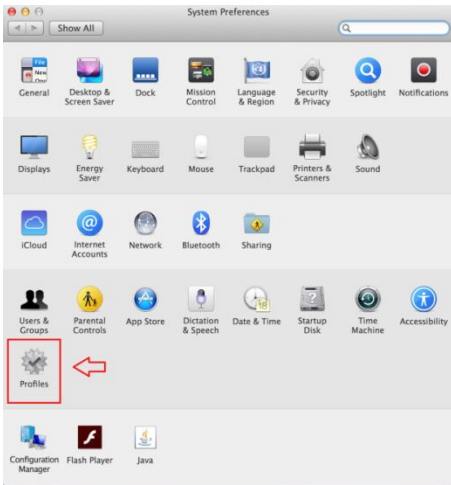 System Preferences
Show All
General
Desktop &
Screen Saver
Dock
Mission
Control
Language
& Region
Security
& Privacy
Spotlight
Notifications
Displays
Energy
Saver
Keyboard
Mouse
Trackpad
Printers &
Scanners
Sound
iCloud
Internet
Accounts
Network
Bluetooth
Sharing
Users &
Groups
Parental
Controls
App Store
Dictation
& Speech
Date & Time
Startup
Disk
Time
Machine
Accessibility
Profiles
Configuration
Manager
Flash Player
Java